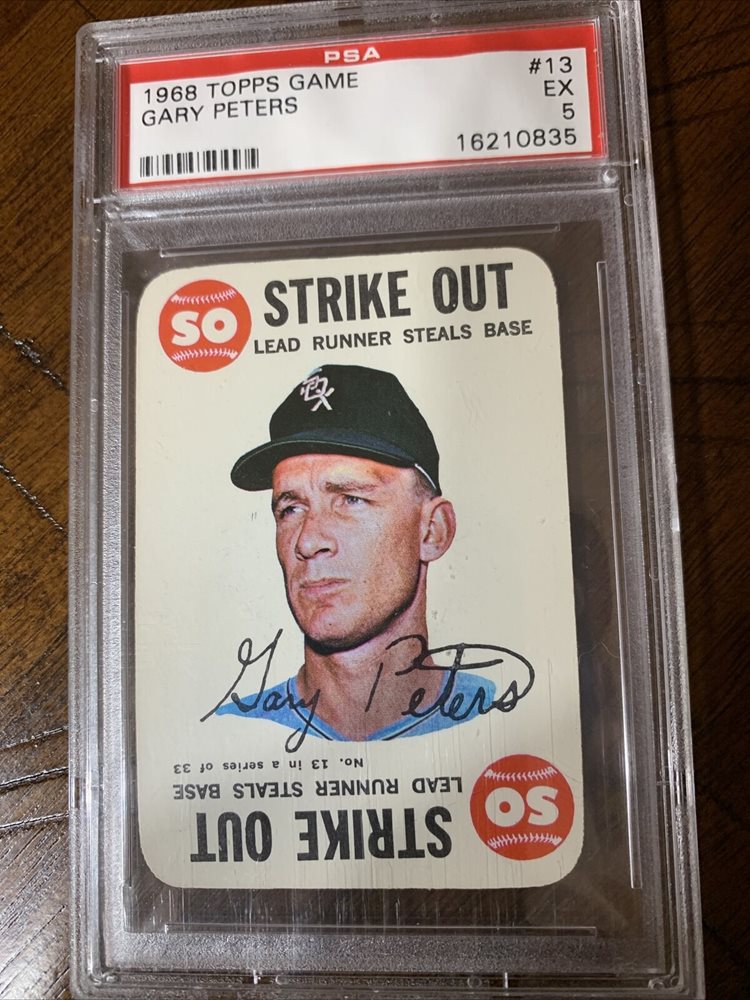 PSA
1968 TOPPS GAME #13
GARY PETERS EX
5
16210835
SO STRIKE OUT
LEAD RUNNER STEALS BASE
SOX
Gary Peters
No. 13 in a series of 33
LEAD RUNNER STEALS BASE
STRIKE OUT SO